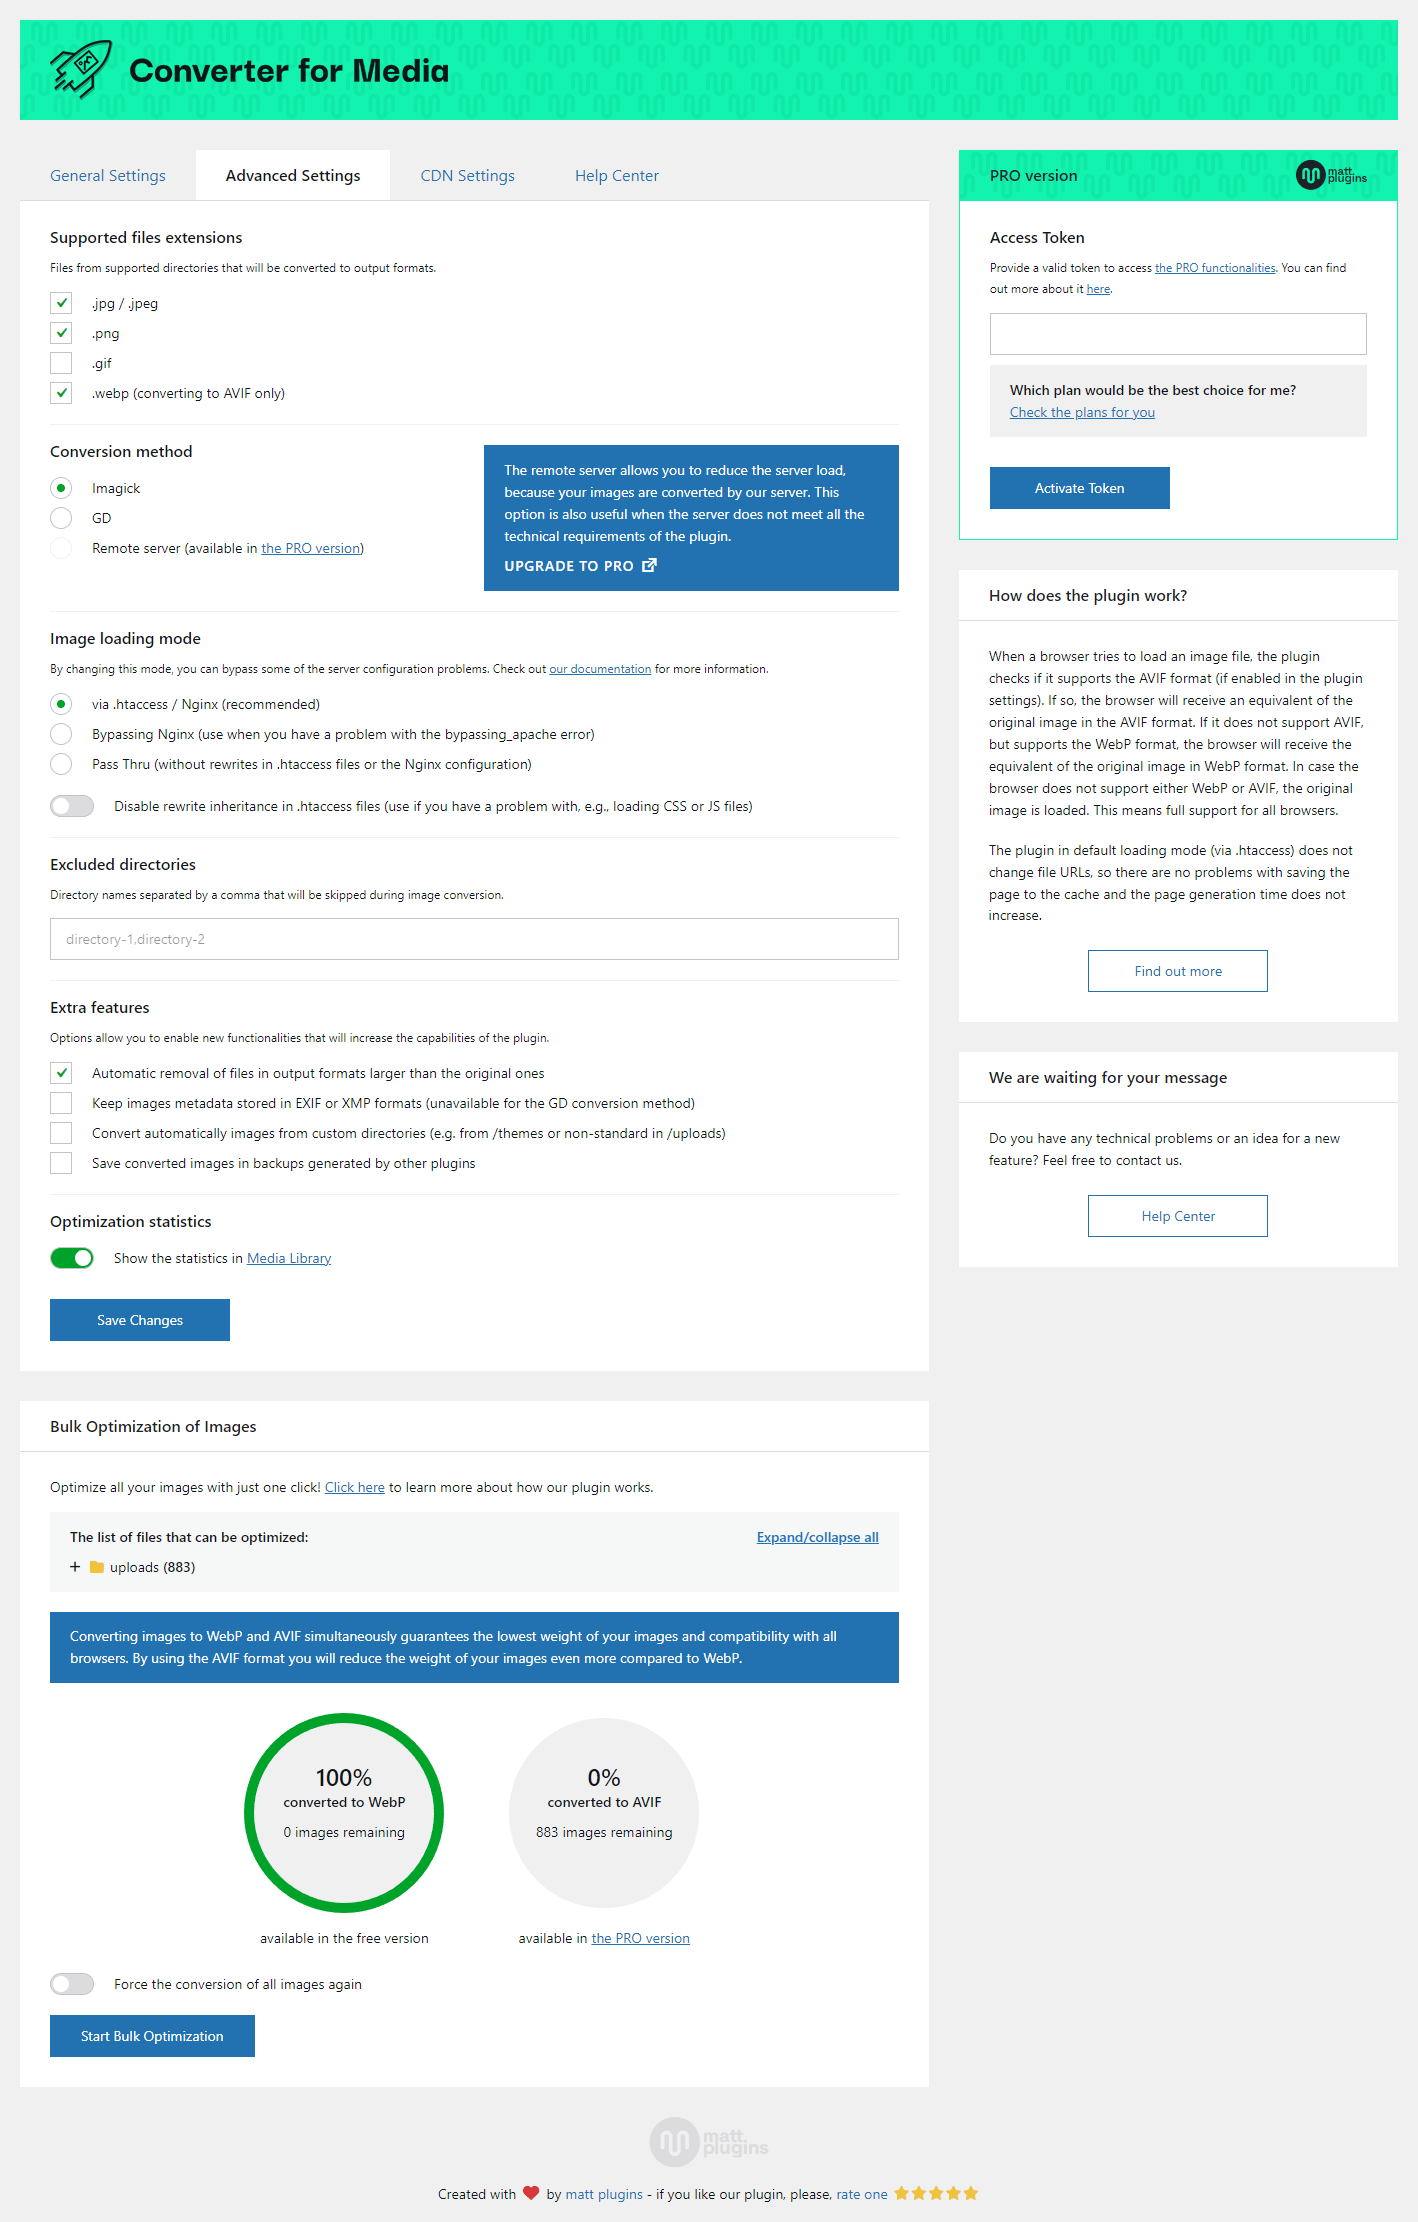 Converter for Media
General Settings
Advanced Settings
CDN Settings
Help Center
Supported files extensions
Files from supported directories that will be converted to output formats.
.jpg / .jpeg
.png
.gif
.webp (converting to AVIF only)
Conversion method
Imagick
GD
Remote server (available in the PRO version)
The remote server allows you to reduce the server load,
because your images are converted by our server. This
option is also useful when the server does not meet all the
technical requirements of the plugin.
UPGRADE TO PRO
Image loading mode
By changing this mode, you can bypass some of the server configuration problems. Check out our documentation for more information.
via .htaccess / Nginx (recommended)
Bypassing Nginx (use when you have a problem with the bypassing_apache error)
Pass Thru (without rewrites in .htaccess files or the Nginx configuration)
Disable rewrite inheritance in .htaccess files (use if you have a problem with, e.g., loading CSS or JS files)
Excluded directories
Directory names separated by a comma that will be skipped during image conversion.
directory-1,directory-2
Extra features
Options allow you to enable new functionalities that will increase the capabilities of the plugin.
Automatic removal of files in output formats larger than the original ones
Keep images metadata stored in EXIF or XMP formats (unavailable for the GD conversion method)
Convert automatically images from custom directories (e.g. from /themes or non-standard in /uploads)
Save converted images in backups generated by other plugins
Optimization statistics
Show the statistics in Media Library
Save Changes
Bulk Optimization of Images
Optimize all your images with just one click! Click here to learn more about how our plugin works.
The list of files that can be optimized:
Expand/collapse all
+ uploads (883)
Converting images to WebP and AVIF simultaneously guarantees the lowest weight of your images and compatibility with all
browsers. By using the AVIF format you will reduce the weight of your images even more compared to WebP.
100%
converted to WebP
0 images remaining
available in the free version
0%
converted to AVIF
883 images remaining
available in the PRO version
Force the conversion of all images again
Start Bulk Optimization
PRO version
matt.
plugins
Access Token
Provide a valid token to access the PRO functionalities. You can find
out more about it here.
Which plan would be the best choice for me?
Check the plans for you
Activate Token
How does the plugin work?
When a browser tries to load an image file, the plugin
checks if it supports the AVIF format (if enabled in the plugin
settings). If so, the browser will receive an equivalent of the
original image in the AVIF format. If it does not support AVIF,
but supports the WebP format, the browser will receive the
equivalent of the original image in WebP format. In case the
browser does not support either WebP or AVIF, the original
image is loaded. This means full support for all browsers.
The plugin in default loading mode (via .htaccess) does not
change file URLs, so there are no problems with saving the
page to the cache and the page generation time does not
increase.
Find out more
We are waiting for your message
Do you have any technical problems or an idea for a new
feature? Feel free to contact us.
Help Center
matt.
plugins
Created with ❤ by matt plugins - if you like our plugin, please, rate one ★★★★★